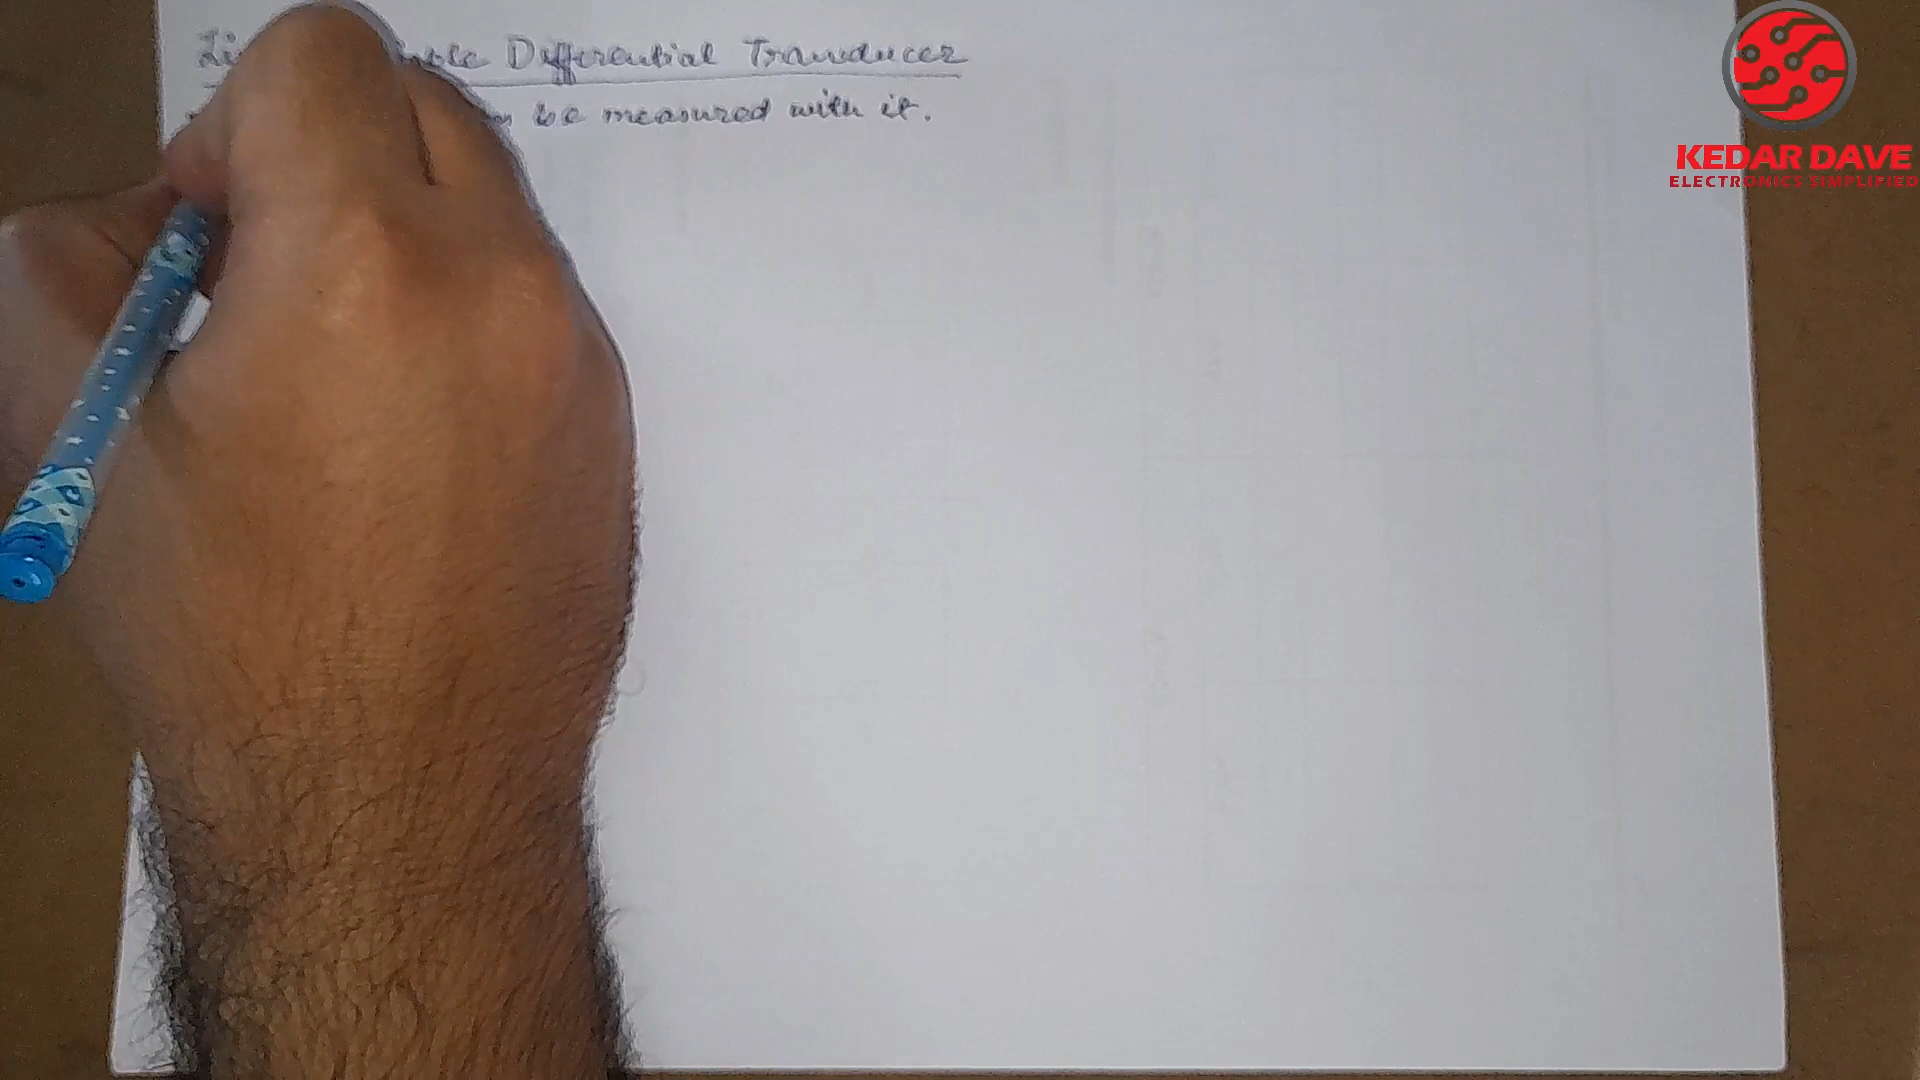 Differential Transducer
be measured with it.
KEDAR DAVE
ELECTRONICS SIMPLIFIED